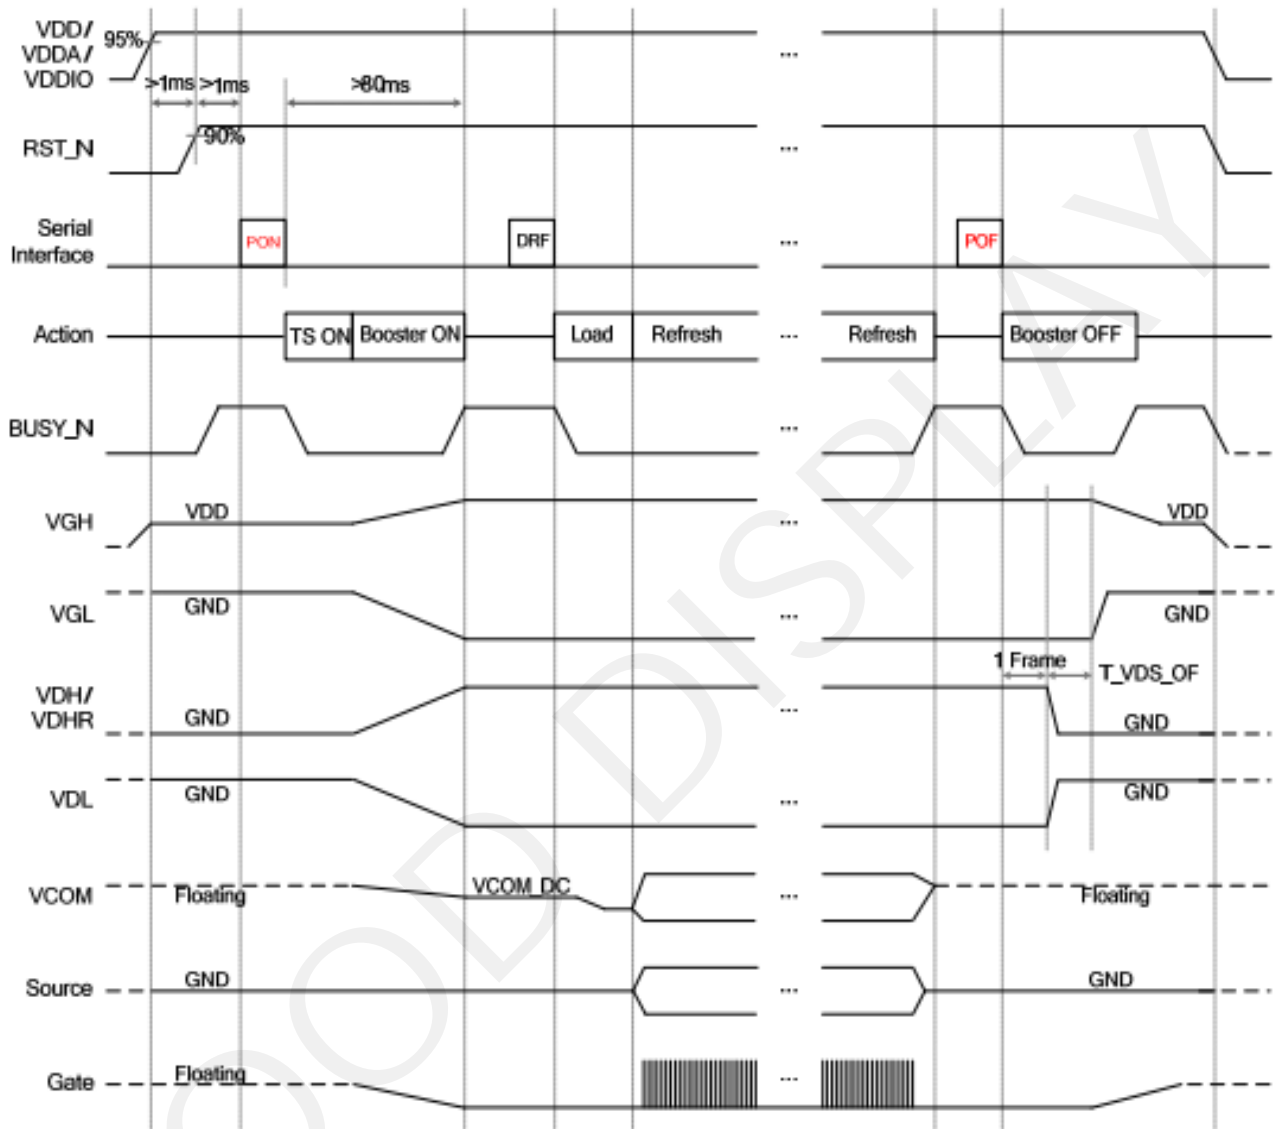 VDD/
VDDA/
VDDIO
95%
>1ms
>1ms
>80ms
RST_N
90%
...
...
Serial
Interface
PON
DRF
...
POF
Action
TS ON
Booster ON
Load
Refresh
...
Refresh
Booster OFF
BUSY_N
...
VGH
VDD
...
VDD
VGL
GND
...
GND
1 Frame
T_VDS_OF
VDH/
VDHR
GND
...
GND
VDL
GND
...
GND
VCOM
Floating
VCOM_DC
...
Floating
Source
GND
...
GND
Gate
Floating
...
OOD DISPLAY